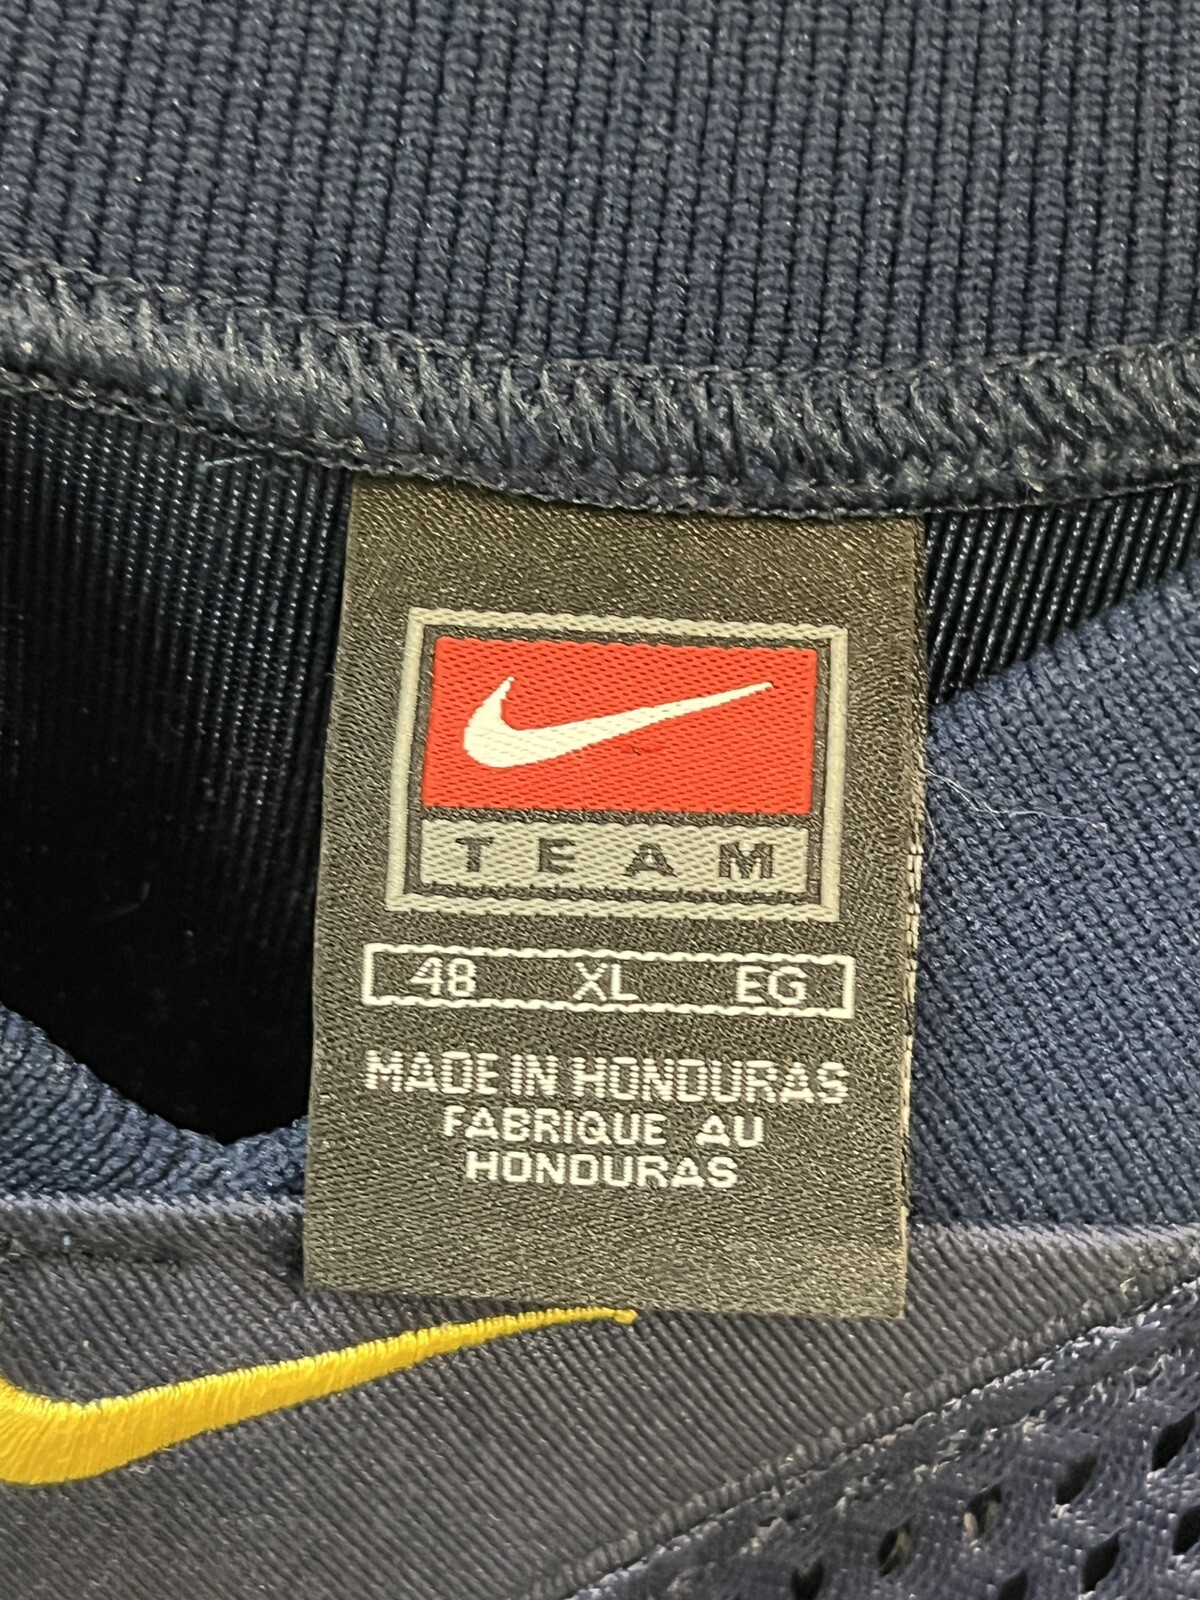 TEAM
48 XL EG
MADE IN HONDURAS
FABRIQUE AU
HONDURAS